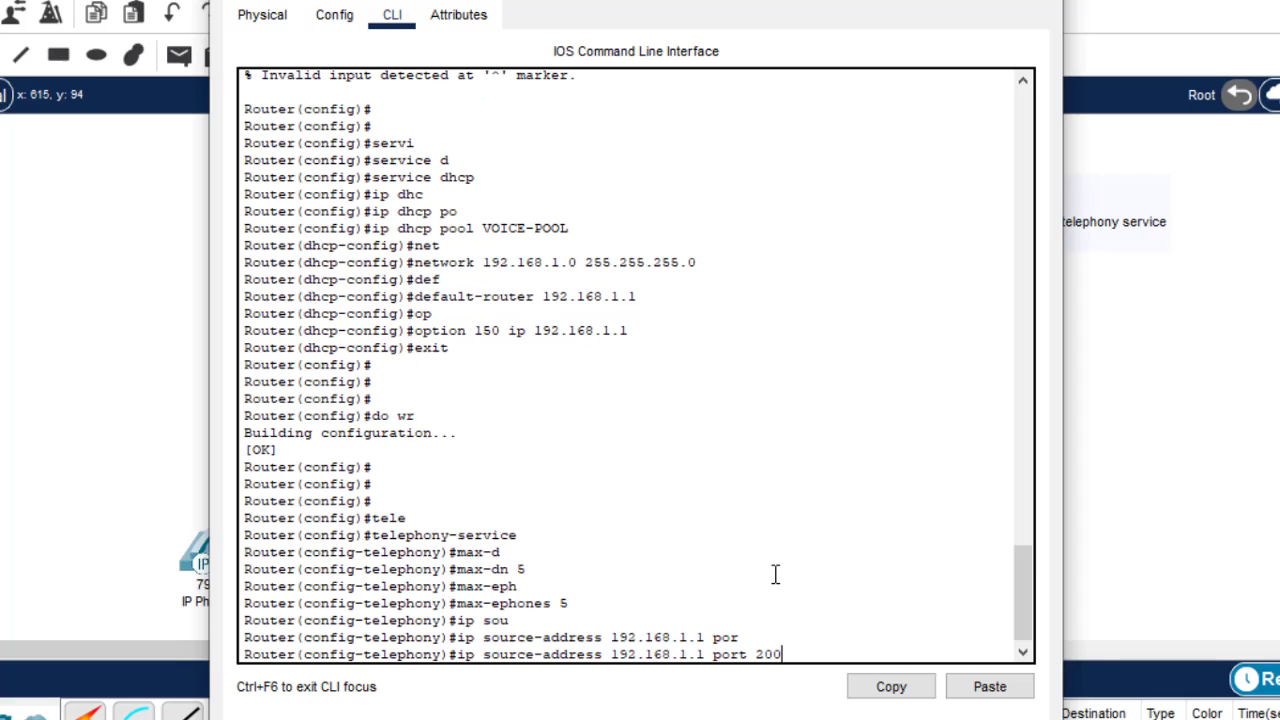 Physical Config CLI Attributes
IOS Command Line Interface
x: 615, y: 94
Root
% Invalid input detected at '^' marker.
Router(config)#
Router(config)#
Router(config)#servi
Router(config)#service d
Router(config)#service dhcp
Router(config)#ip dhc
Router(config)#ip dhcp po
Router(config)#ip dhcp pool VOICE-POOL
Router(dhcp-config)#net
Router(dhcp-config)#network 192.168.1.0 255.255.255.0
Router(dhcp-config)#def
Router(dhcp-config)#default-router 192.168.1.1
Router(dhcp-config)#op
Router(dhcp-config)#option 150 ip 192.168.1.1
Router(dhcp-config)#exit
Router(config)#
Router(config)#
Router(config)#
Router(config)#do wr
Building configuration...
[OK]
Router(config)#
Router(config)#
Router(config)#
Router(config)#tele
Router(config)#telephony-service
Router(config-telephony)#max-d
Router(config-telephony)#max-dn 5
Router(config-telephony)#max-eph
Router(config-telephony)#max-ephones 5
Router(config-telephony)#ip sou
Router(config-telephony)#ip source-address 192.168.1.1 por
Router(config-telephony)#ip source-address 192.168.1.1 port 200
telephony service
IP
79
IP Ph
Ctrl+F6 to exit CLI focus
Copy
Paste
Re
Destination Type Color Time(se